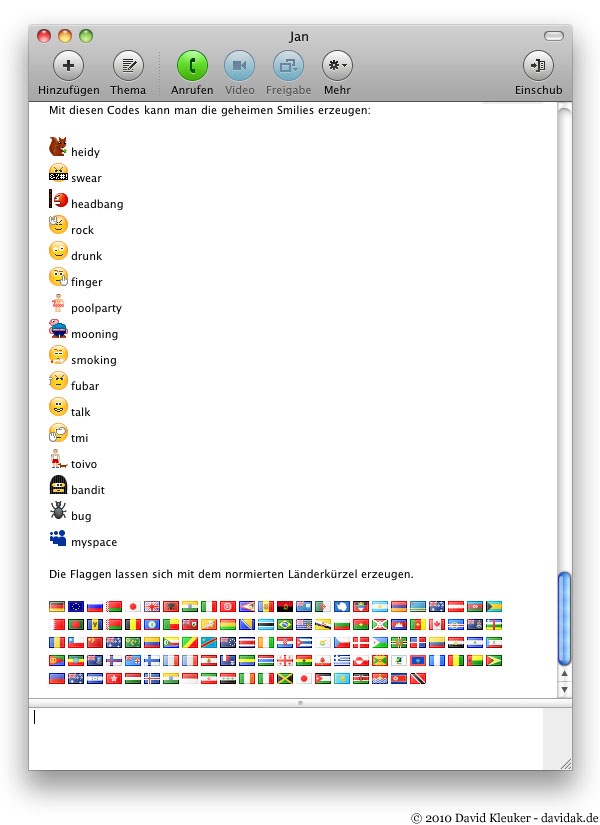 Jan
Hinzufügen Thema Anrufen Video Freigabe Mehr Einschub
Mit diesen Codes kann man die geheimen Smilies erzeugen:
heidy
swear
headbang
rock
drunk
finger
poolparty
mooning
smoking
fubar
talk
tmi
toivo
bandit
bug
myspace
Die Flaggen lassen sich mit dem normierten Länderkürzel erzeugen.
© 2010 David Kleuker - davidak.de